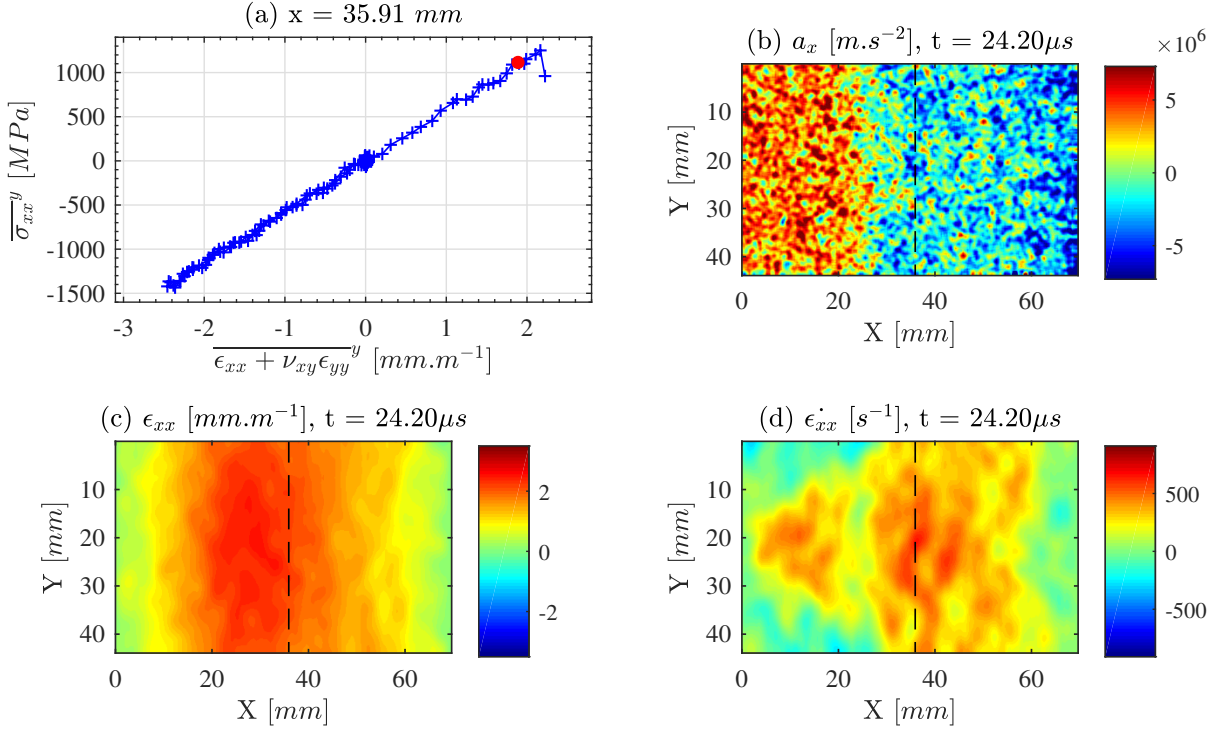 (a) x = 35.91 mm
1000
500
0
-500
-1000
-1500
-3 -2 -1 0 1 2
σxx^y [MPa]
ϵxx + νxyϵyy^y [mm.m−1]
(b) ax [m.s−2], t = 24.20µs
×10^6
10
20
30
40
0 20 40 60
Y [mm]
X [mm]
5
0
-5
(c) ϵxx [mm.m−1], t = 24.20µs
10
20
30
40
0 20 40 60
Y [mm]
X [mm]
2
0
-2
(d) ϵ̇xx [s−1], t = 24.20µs
10
20
30
40
0 20 40 60
Y [mm]
X [mm]
500
0
-500